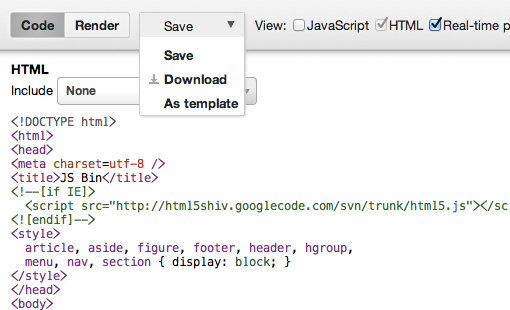 Code Render Save View: JavaScript HTML Real-time p
Save
Download
As template
HTML
Include None
<!DOCTYPE html>
<html>
<head>
<meta charset=utf-8 />
<title>JS Bin</title>
<!--[if IE]>
<script src="http://html5shiv.googlecode.com/svn/trunk/html5.js"></sc
<![endif]-->
<style>
article, aside, figure, footer, header, hgroup,
menu, nav, section { display: block; }
</style>
</head>
<body>